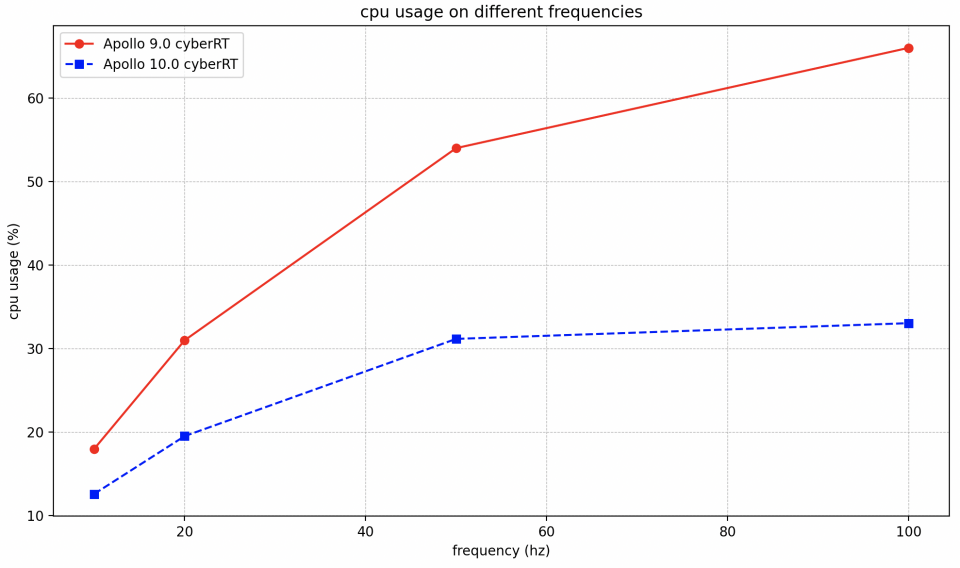 cpu usage on different frequencies
Apollo 9.0 cyberRT
Apollo 10.0 cyberRT
cpu usage (%)
60
50
40
30
20
10
20 40 60 80 100
frequency (hz)